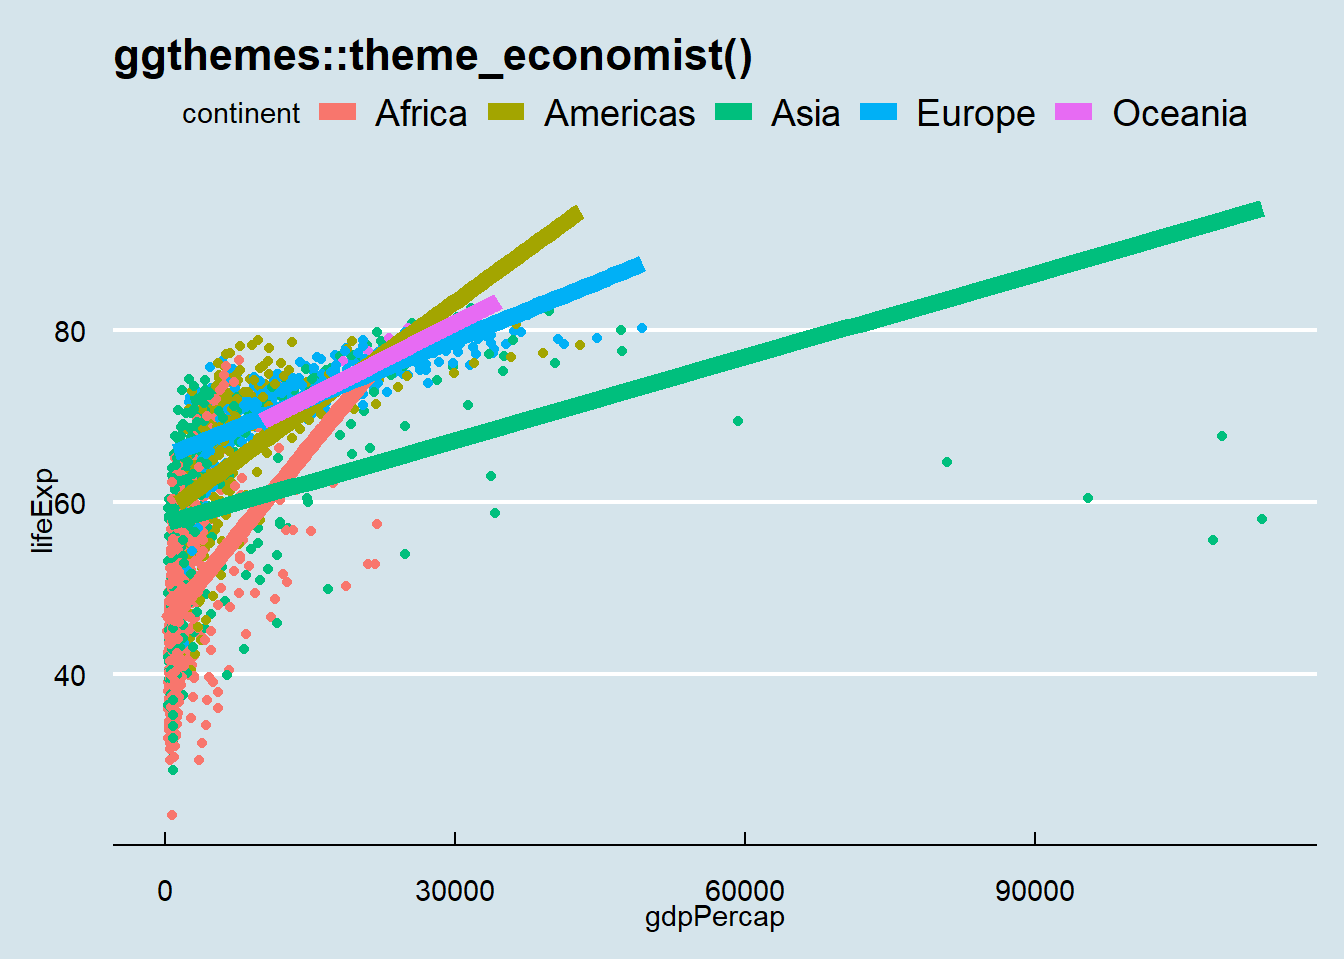 ggthemes::theme_economist()
continent Africa Americas Asia Europe Oceania
80
60
40
lifeExp
0 30000 60000 90000
gdpPercap